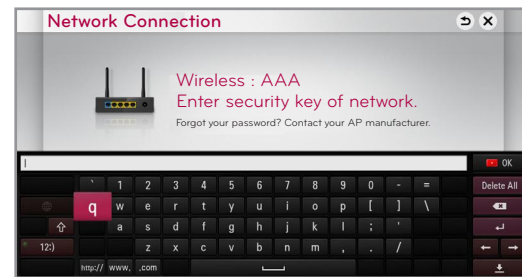 Network Connection
Wireless : AAA
Enter security key of network.
Forgot your password? Contact your AP manufacturer.
OK
` 1 2 3 4 5 6 7 8 9 0 - = Delete All
q w e r t y u i o p [ ] \
a s d f g h j k l ; '
12:) z x c v b n m , . /
http:// www. .com